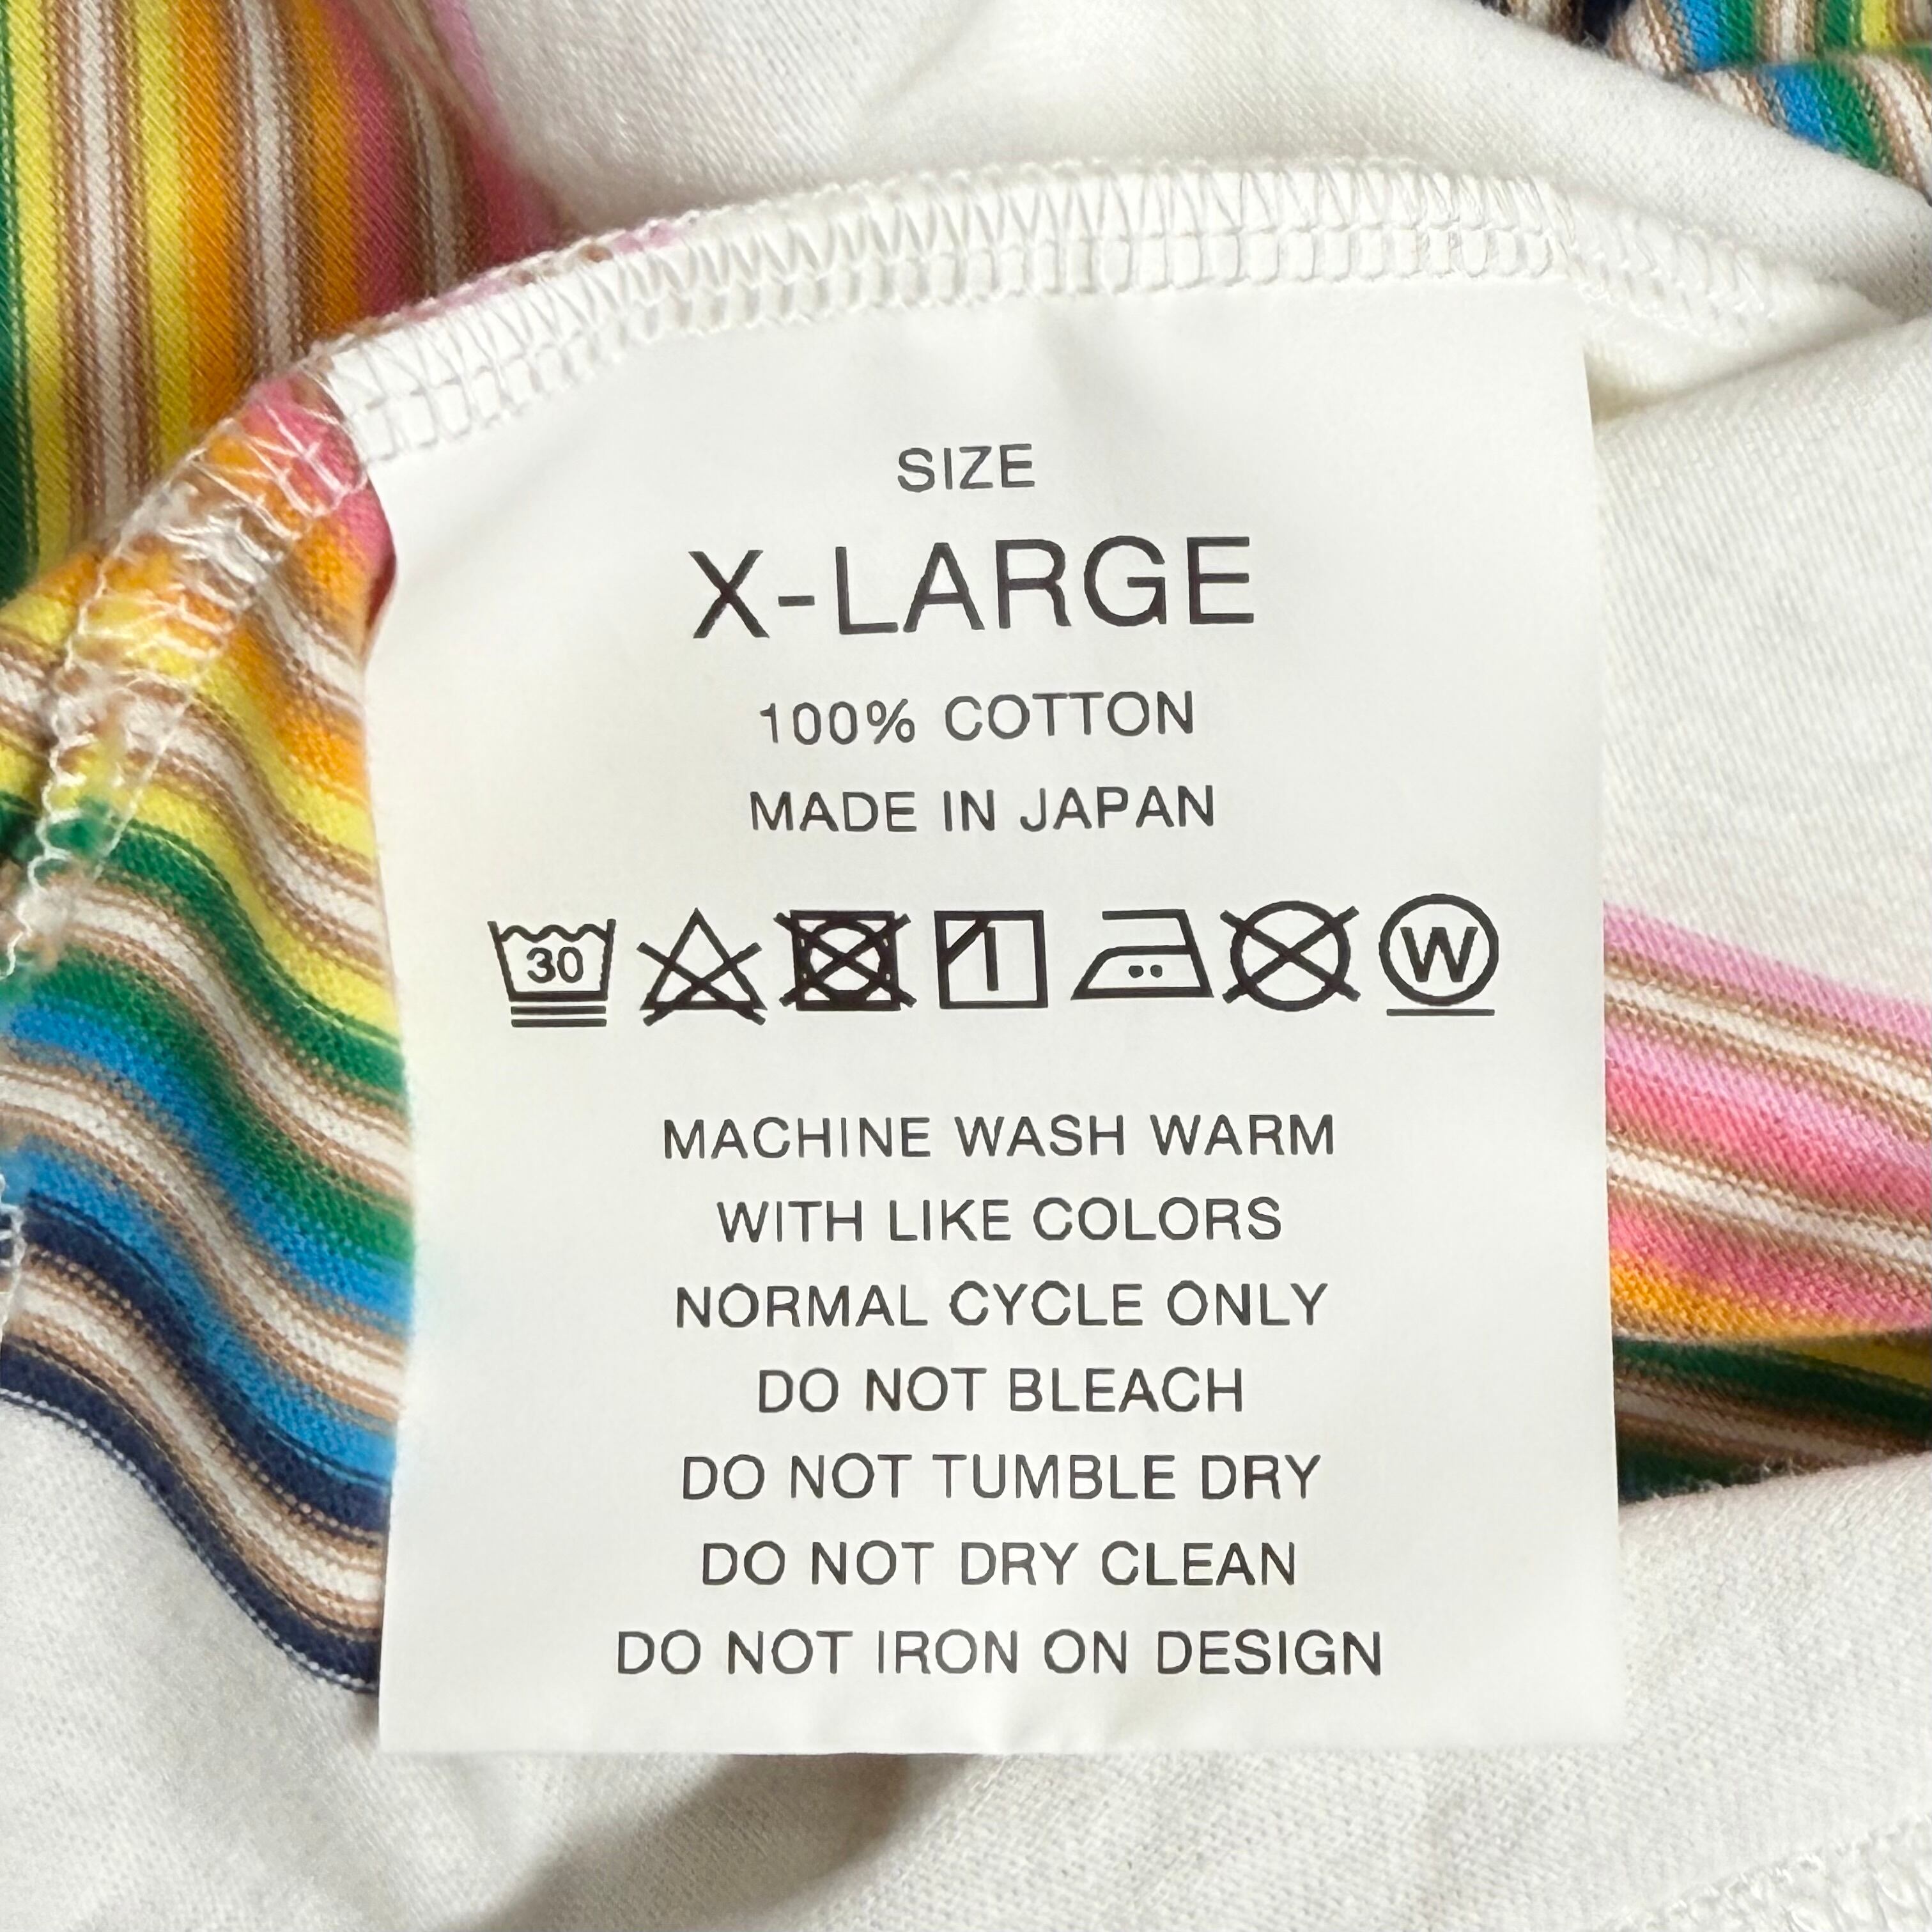 SIZE
X-LARGE
100% COTTON
MADE IN JAPAN
30 W
MACHINE WASH WARM
WITH LIKE COLORS
NORMAL CYCLE ONLY
DO NOT BLEACH
DO NOT TUMBLE DRY
DO NOT DRY CLEAN
DO NOT IRON ON DESIGN